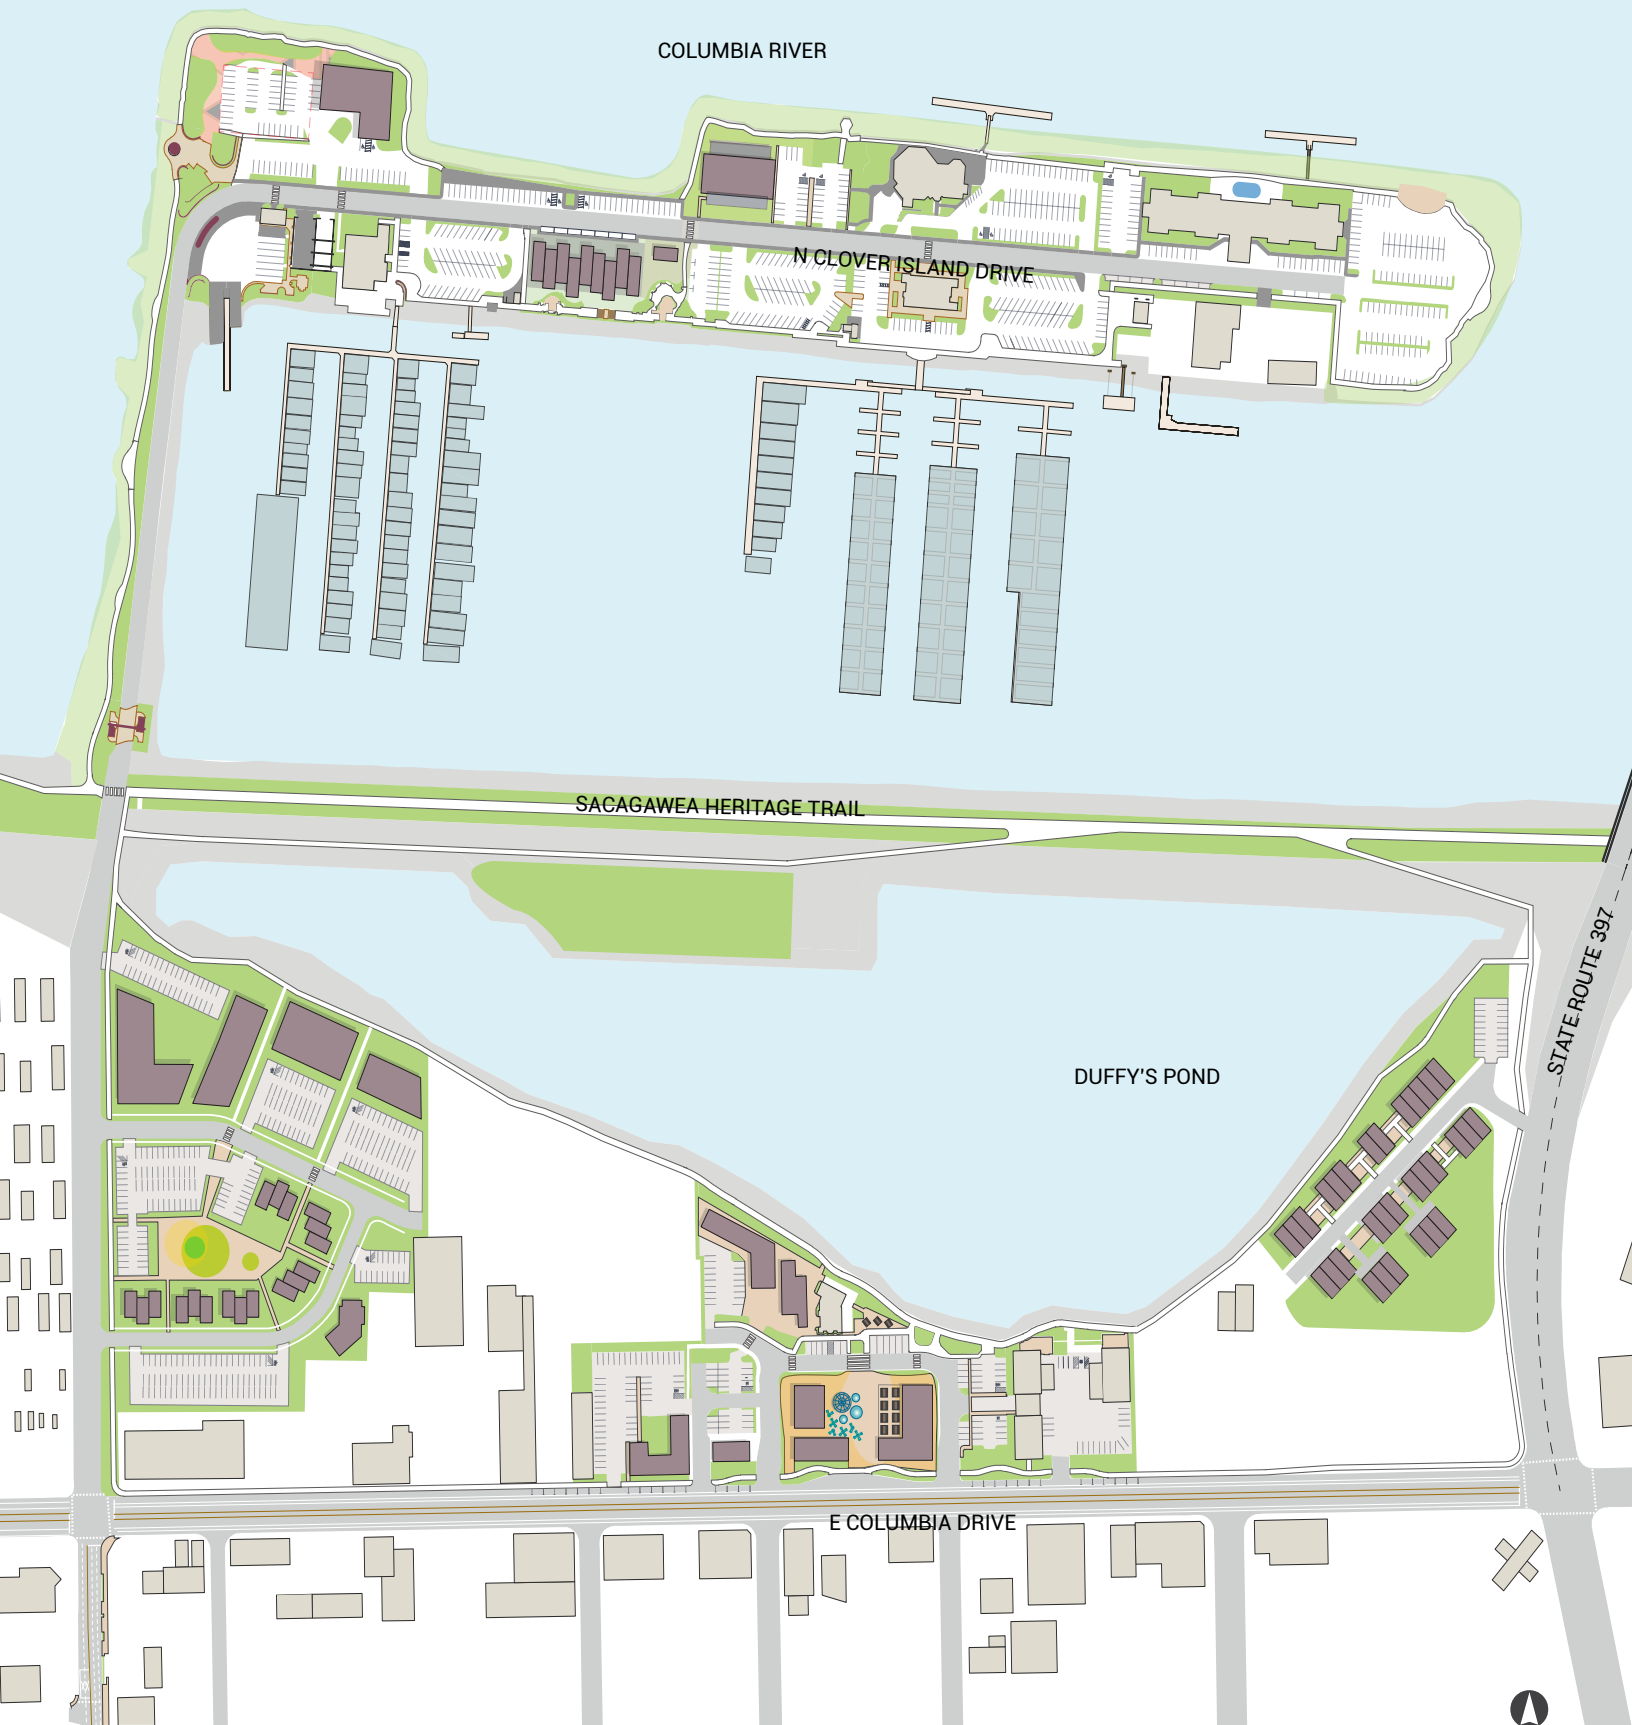 COLUMBIA RIVER
N CLOVER ISLAND DRIVE
SACAGAWEA HERITAGE TRAIL
STATE ROUTE 397
DUFFY'S POND
E COLUMBIA DRIVE